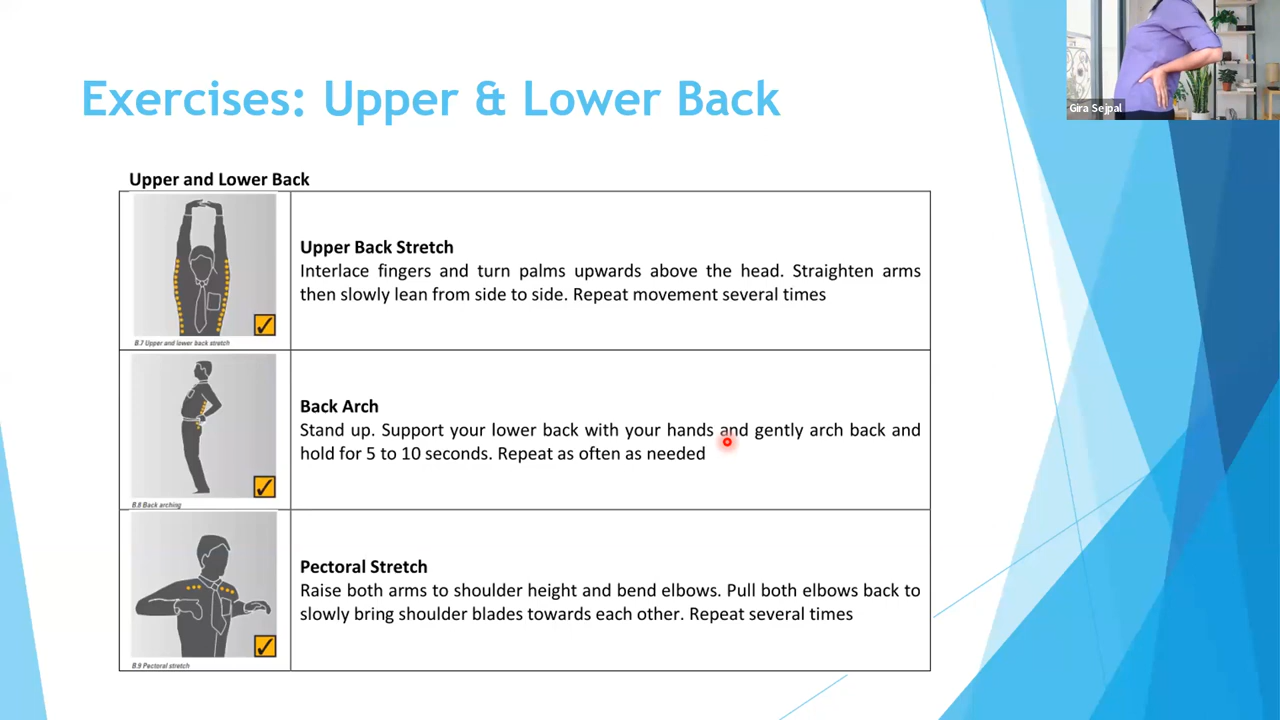 Exercises: Upper & Lower Back
Gira Sejpal
Upper and Lower Back
Upper Back Stretch
Interlace fingers and turn palms upwards above the head. Straighten arms
then slowly lean from side to side. Repeat movement several times
B.7 Upper and lower back stretch
Back Arch
Stand up. Support your lower back with your hands and gently arch back and
hold for 5 to 10 seconds. Repeat as often as needed
B.8 Back arching
Pectoral Stretch
Raise both arms to shoulder height and bend elbows. Pull both elbows back to
slowly bring shoulder blades towards each other. Repeat several times
B.9 Pectoral stretch